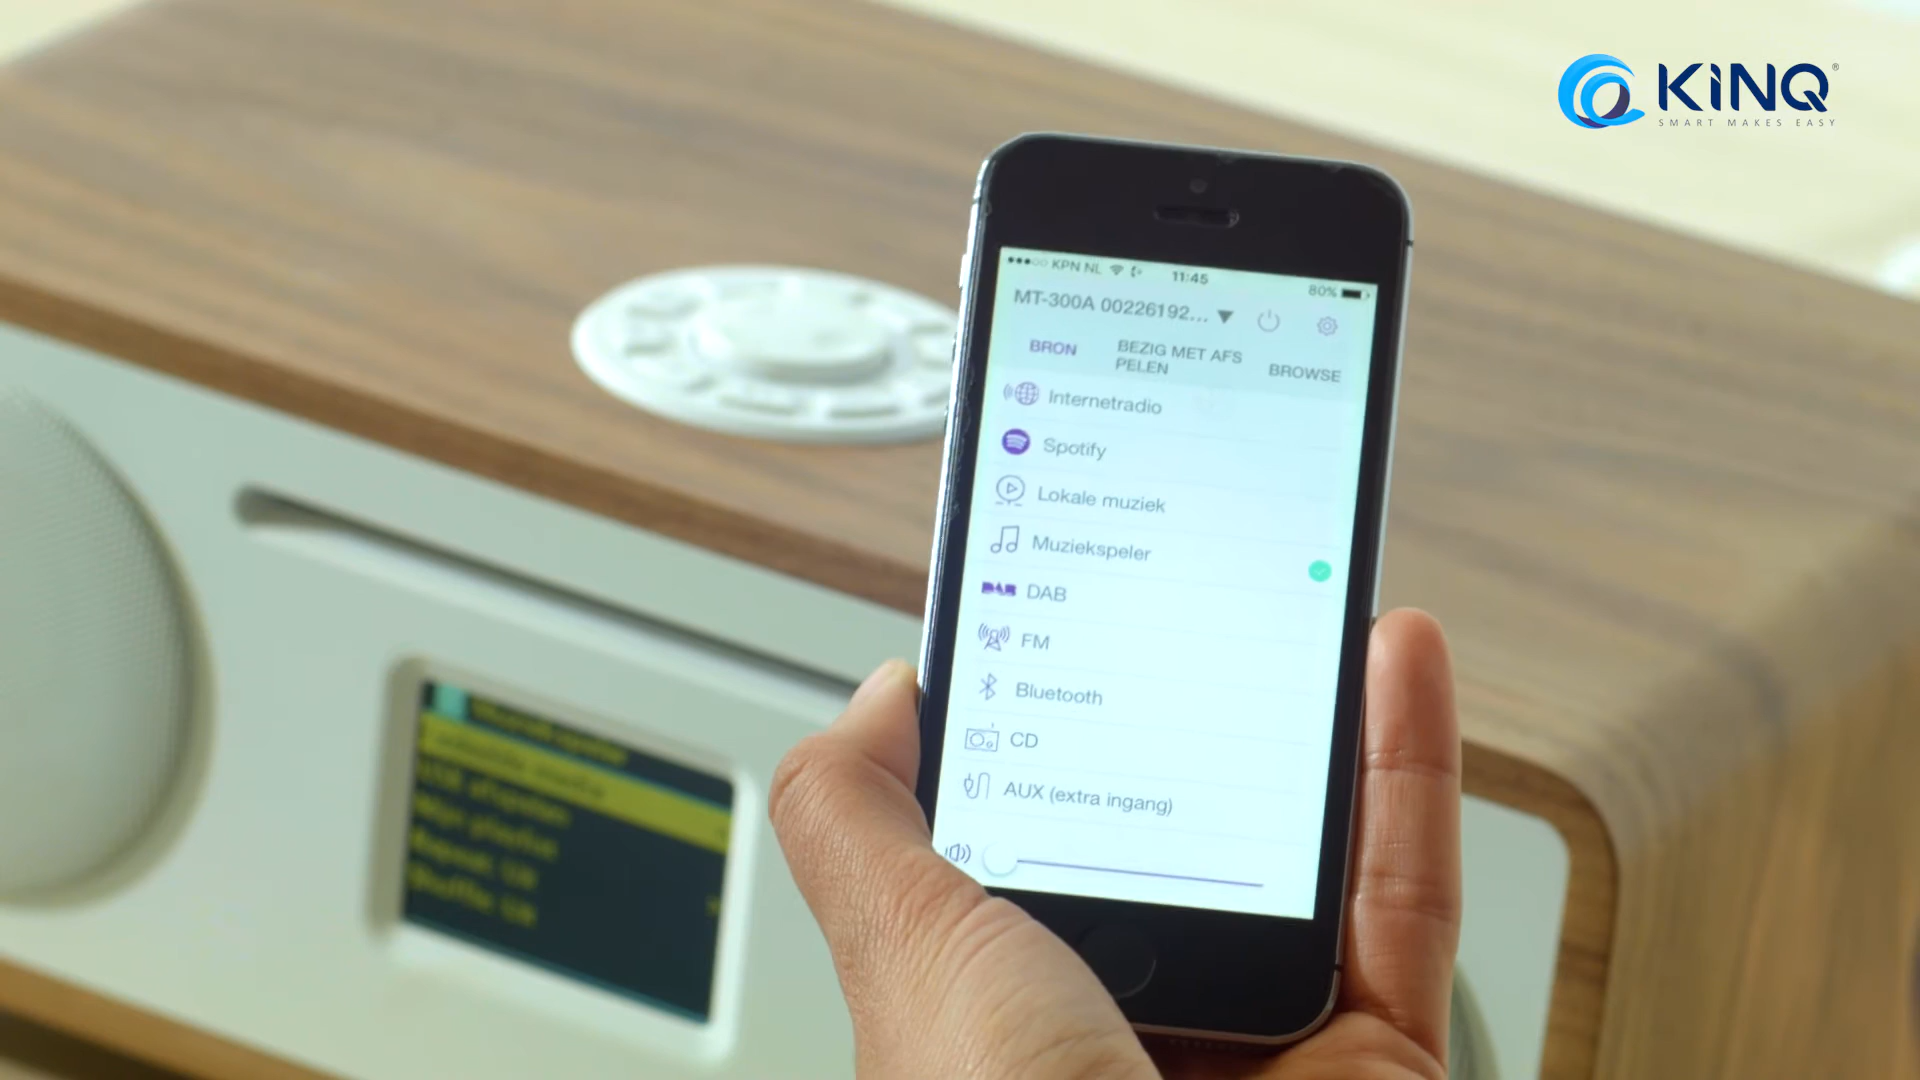 KiNQ®
SMART MAKES EASY
KPN NL 11:45 80%
MT-300A 00226192...
BRON BEZIG MET AFS
PELEN BROWSE
Internetradio
Spotify
Lokale muziek
Muziekspeler
DAB DAB
FM
Bluetooth
CD
AUX (extra ingang)